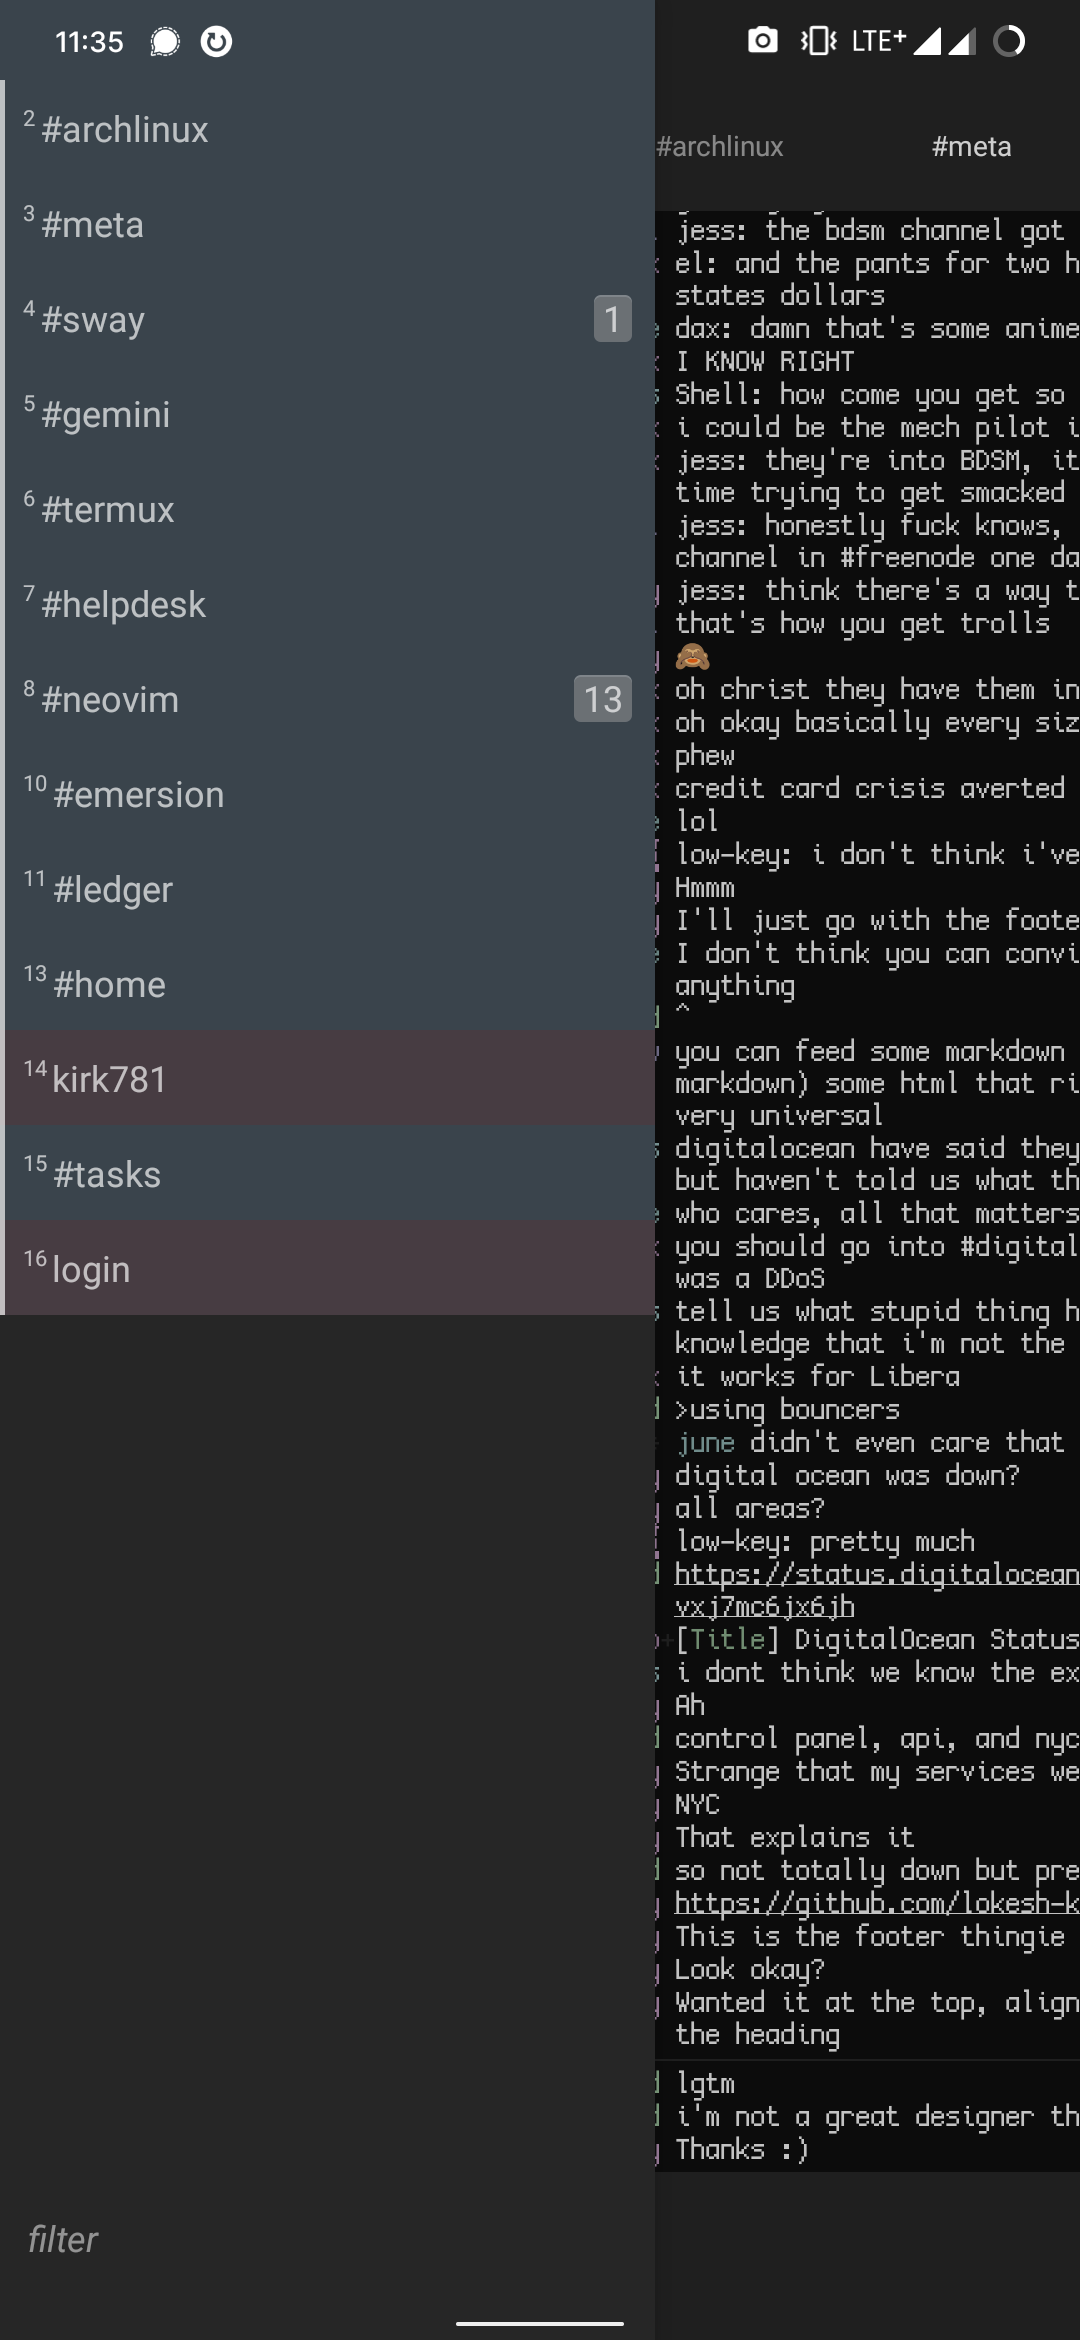 11:35
LTE+
2 #archlinux
3 #meta
4 #sway 1
5 #gemini
6 #termux
7 #helpdesk
8 #neovim 13
10 #emersion
11 #ledger
13 #home
14 kirk781
15 #tasks
16 login
filter
#archlinux #meta
jess: the bdsm channel got
el: and the pants for two h
states dollars
dax: damn that's some anime
I KNOW RIGHT
Shell: how come you get so
i could be the mech pilot i
jess: they're into BDSM, it
time trying to get smacked
jess: honestly fuck knows,
channel in #freenode one da
jess: think there's a way t
that's how you get trolls
🙈
oh christ they have them in
oh okay basically every siz
phew
credit card crisis averted
lol
low-key: i don't think i've
Hmmm
I'll just go with the foote
I don't think you can convi
anything
^
you can feed some markdown
markdown) some html that ri
very universal
digitalocean have said they
but haven't told us what th
who cares, all that matters
you should go into #digital
was a DDoS
tell us what stupid thing h
knowledge that i'm not the
it works for Libera
>using bouncers
june didn't even care that
digital ocean was down?
all areas?
low-key: pretty much
https://status.digitalocean
vxj7mc6jx6jh
[Title] DigitalOcean Status
i dont think we know the ex
Ah
control panel, api, and nyc
Strange that my services we
NYC
That explains it
so not totally down but pre
https://github.com/lokesh-k
This is the footer thingie
Look okay?
Wanted it at the top, align
the heading
lgtm
i'm not a great designer th
Thanks :)